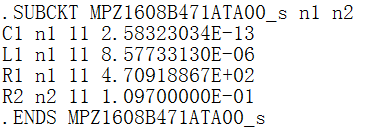 .SUBCKT MPZ1608B471ATA00_s n1 n2
C1 n1 11 2.58323034E-13
L1 n1 11 8.57733130E-06
R1 n1 11 4.70918867E+02
R2 n2 11 1.09700000E-01
.ENDS MPZ1608B471ATA00_s